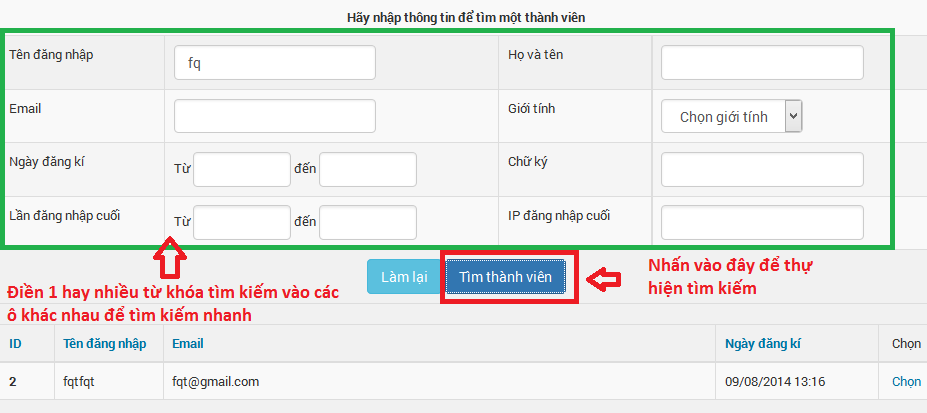 Hãy nhập thông tin để tìm một thành viên
Tên đăng nhập fq Họ và tên
Email Giới tính Chọn giới tính
Ngày đăng kí Từ đến Chữ ký
Lần đăng nhập cuối Từ đến IP đăng nhập cuối
Làm lại Tìm thành viên
Nhấn vào đây để thự
hiện tìm kiếm
Điền 1 hay nhiều từ khóa tìm kiếm vào các
ô khác nhau để tìm kiếm nhanh
ID Tên đăng nhập Email Ngày đăng kí Chọn
2 fqtfqt fqt@gmail.com 09/08/2014 13:16 Chọn